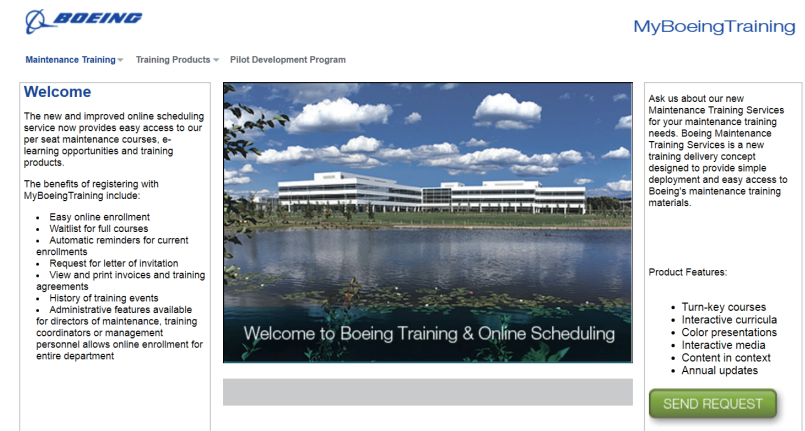 BOEING
MyBoeingTraining
Maintenance Training
Training Products
Pilot Development Program
Welcome
The new and improved online scheduling
service now provides easy access to our
per seat maintenance courses, e-
learning opportunities and training
products.
The benefits of registering with
MyBoeingTraining include:
• Easy online enrollment
• Waitlist for full courses
• Automatic reminders for current
enrollments
• Request for letter of invitation
• View and print invoices and training
agreements
• History of training events
• Administrative features available
for directors of maintenance, training
coordinators or management
personnel allows online enrollment for
entire department
Welcome to Boeing Training & Online Scheduling
Ask us about our new
Maintenance Training Services
for your maintenance training
needs. Boeing Maintenance
Training Services is a new
training delivery concept
designed to provide simple
deployment and easy access to
Boeing's maintenance training
materials.
Product Features:
• Turn-key courses
• Interactive curricula
• Color presentations
• Interactive media
• Content in context
• Annual updates
SEND REQUEST